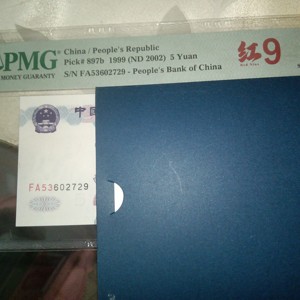 PMG
MONEY GUARANTY
China / People's Republic
Pick# 897b 1999 (ND 2002) 5 Yuan
S/N FA53602729 - People's Bank of China
红9
中国
FA53602729